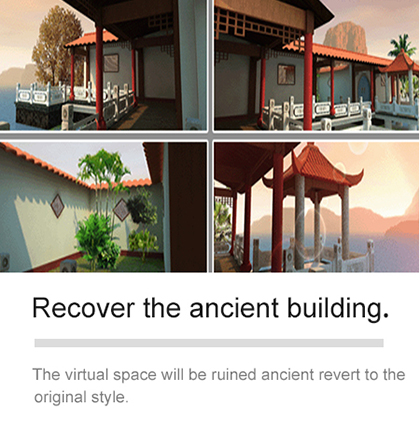 Recover the ancient building.
The virtual space will be ruined ancient revert to the
original style.